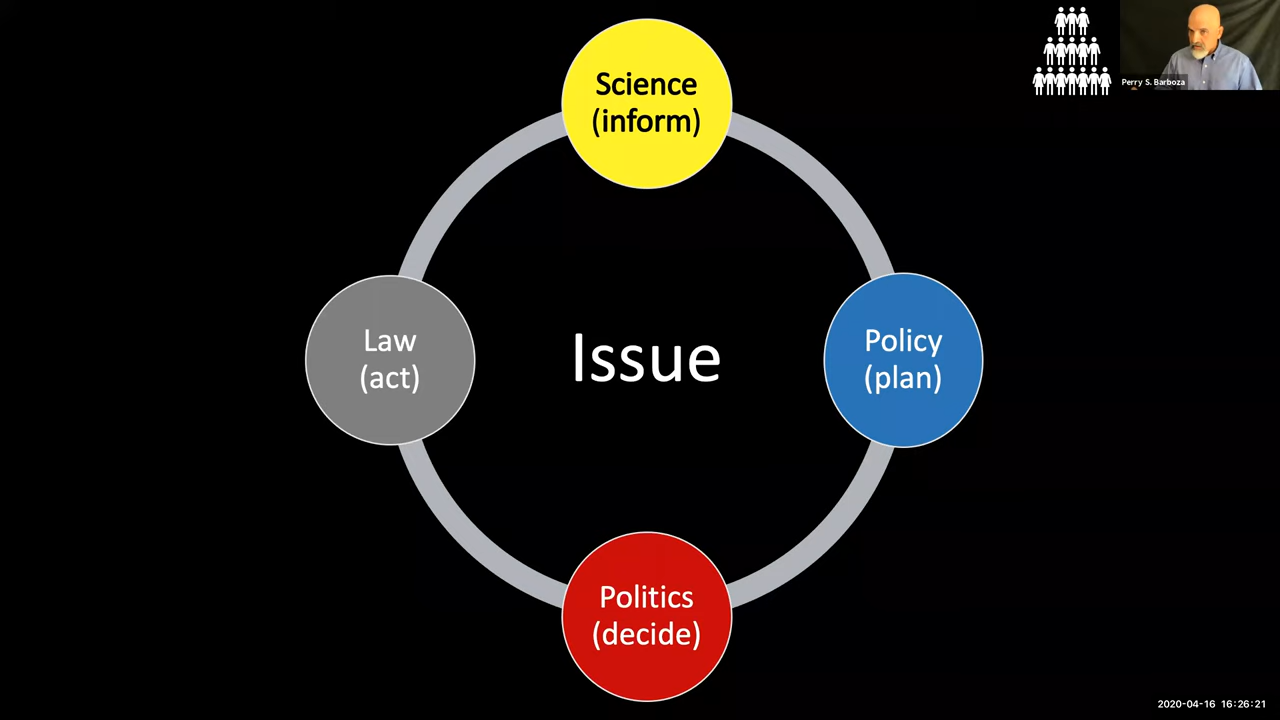 Science
(inform)
Perry S. Barboza
Law
(act)
Issue
Policy
(plan)
Politics
(decide)
2020-04-16 16:26:21